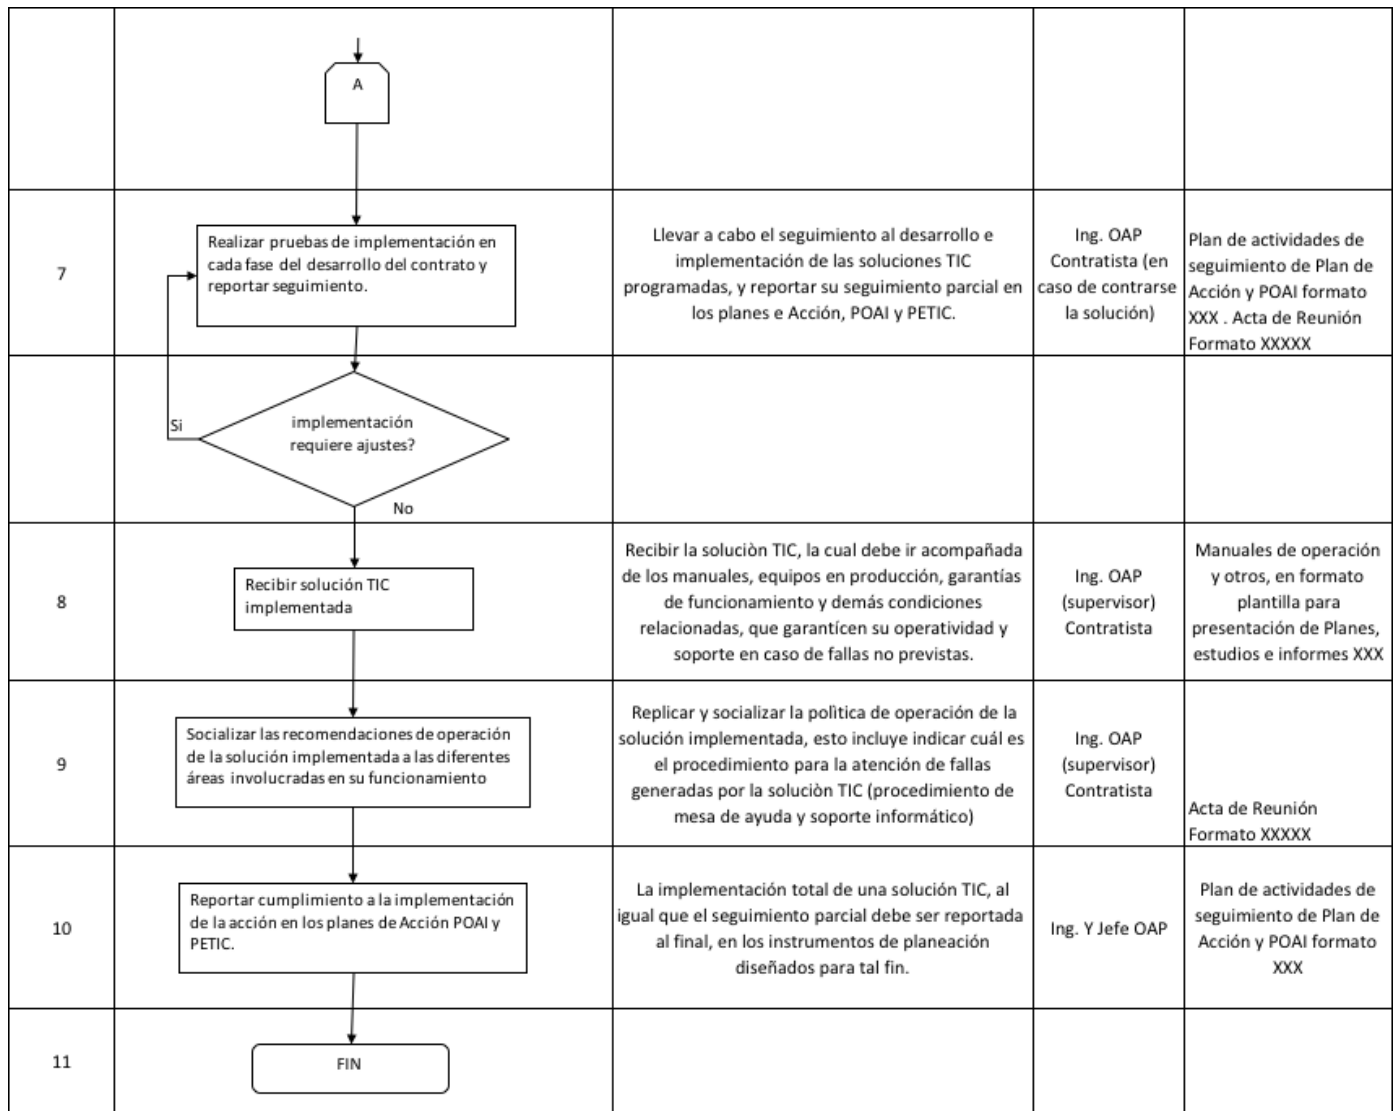 A
7
Realizar pruebas de implementación en
cada fase del desarrollo del contrato y
reportar seguimiento.
Llevar a cabo el seguimiento al desarrollo e
implementación de las soluciones TIC
programadas, y reportar su seguimiento parcial en
los planes e Acción, POAI y PETIC.
Ing. OAP
Contratista (en
caso de contrarse
la solución)
Plan de actividades de
seguimiento de Plan de
Acción y POAI formato
XXX . Acta de Reunión
Formato XXXXX
implementación
requiere ajustes?
Si
No
8
Recibir solución TIC
implementada
Recibir la soluciòn TIC, la cual debe ir acompañada
de los manuales, equipos en producción, garantías
de funcionamiento y demás condiciones
relacionadas, que garantícen su operatividad y
soporte en caso de fallas no previstas.
Ing. OAP
(supervisor)
Contratista
Manuales de operación
y otros, en formato
plantilla para
presentación de Planes,
estudios e informes XXX
9
Socializar las recomendaciones de operación
de la solución implementada a las diferentes
áreas involucradas en su funcionamiento
Replicar y socializar la polìtica de operación de la
solución implementada, esto incluye indicar cuál es
el procedimiento para la atención de fallas
generadas por la soluciòn TIC (procedimiento de
mesa de ayuda y soporte informático)
Ing. OAP
(supervisor)
Contratista
Acta de Reunión
Formato XXXXX
10
Reportar cumplimiento a la implementación
de la acción en los planes de Acción POAI y
PETIC.
La implementación total de una solución TIC, al
igual que el seguimiento parcial debe ser reportada
al final, en los instrumentos de planeación
diseñados para tal fin.
Ing. Y Jefe OAP
Plan de actividades de
seguimiento de Plan de
Acción y POAI formato
XXX
11
FIN